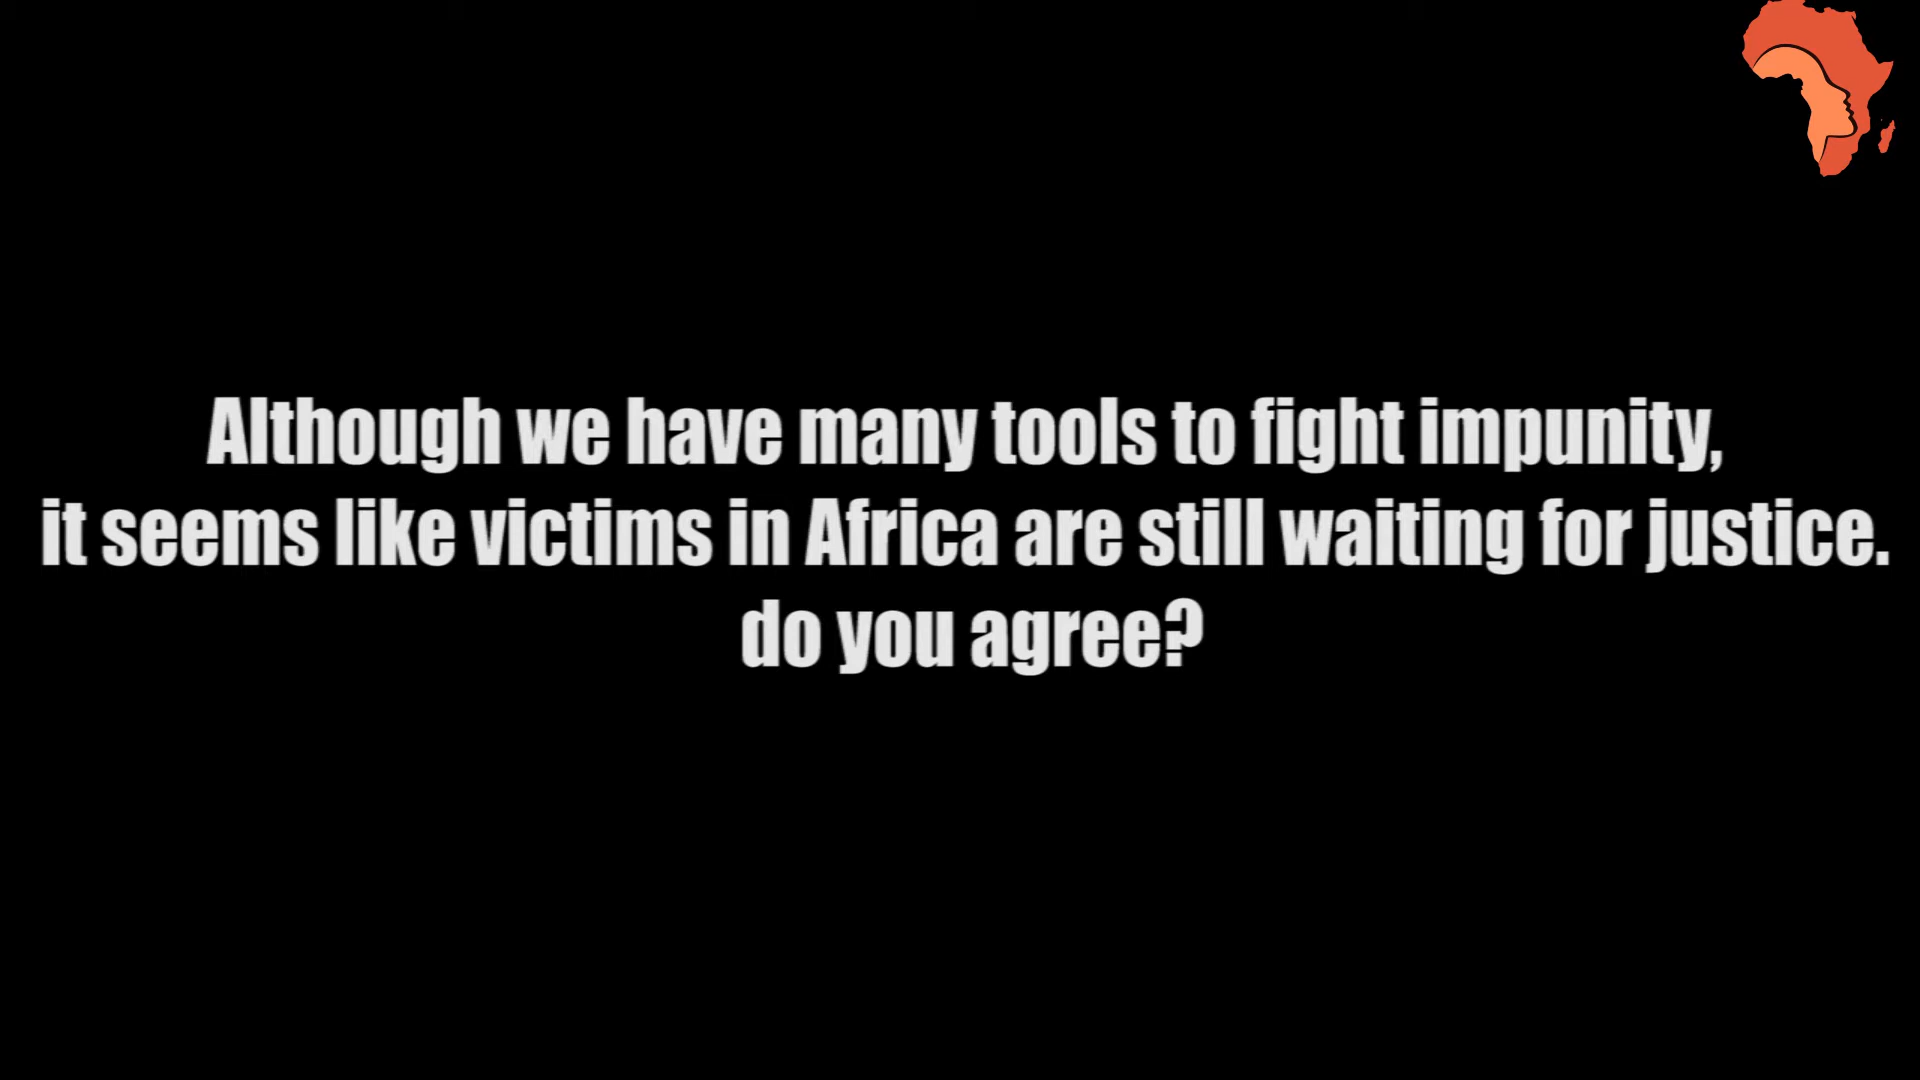 Although we have many tools to fight impunity,
it seems like victims in Africa are still waiting for justice.
do you agree?